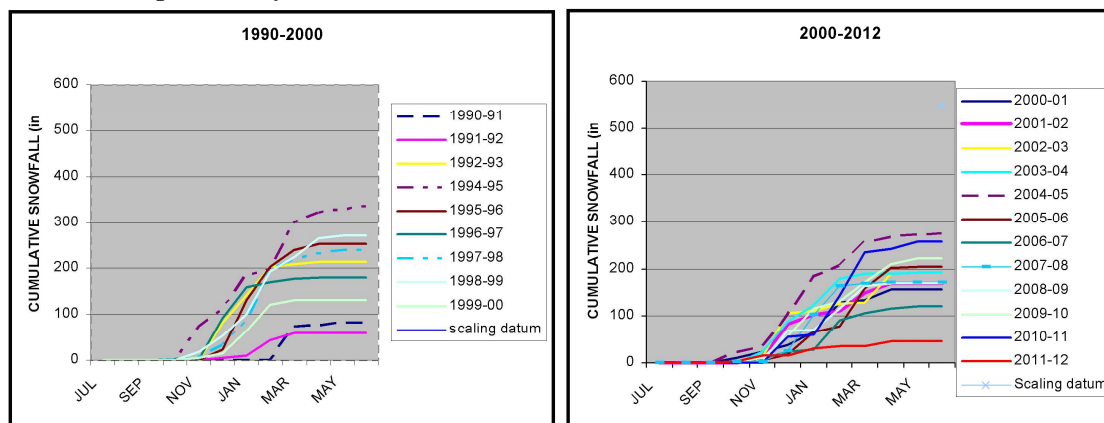 1990-2000
CUMULATIVE SNOWFALL (in
600
500
400
300
200
100
0
JUL
SEP
NOV
JAN
MAR
MAY
1990-91
1991-92
1992-93
1994-95
1995-96
1996-97
1997-98
1998-99
1999-00
scaling datum
2000-2012
CUMULATIVE SNOWFALL (in
600
500
400
300
200
100
0
JUL
SEP
NOV
JAN
MAR
MAY
2000-01
2001-02
2002-03
2003-04
2004-05
2005-06
2006-07
2007-08
2008-09
2009-10
2010-11
2011-12
Scaling datum